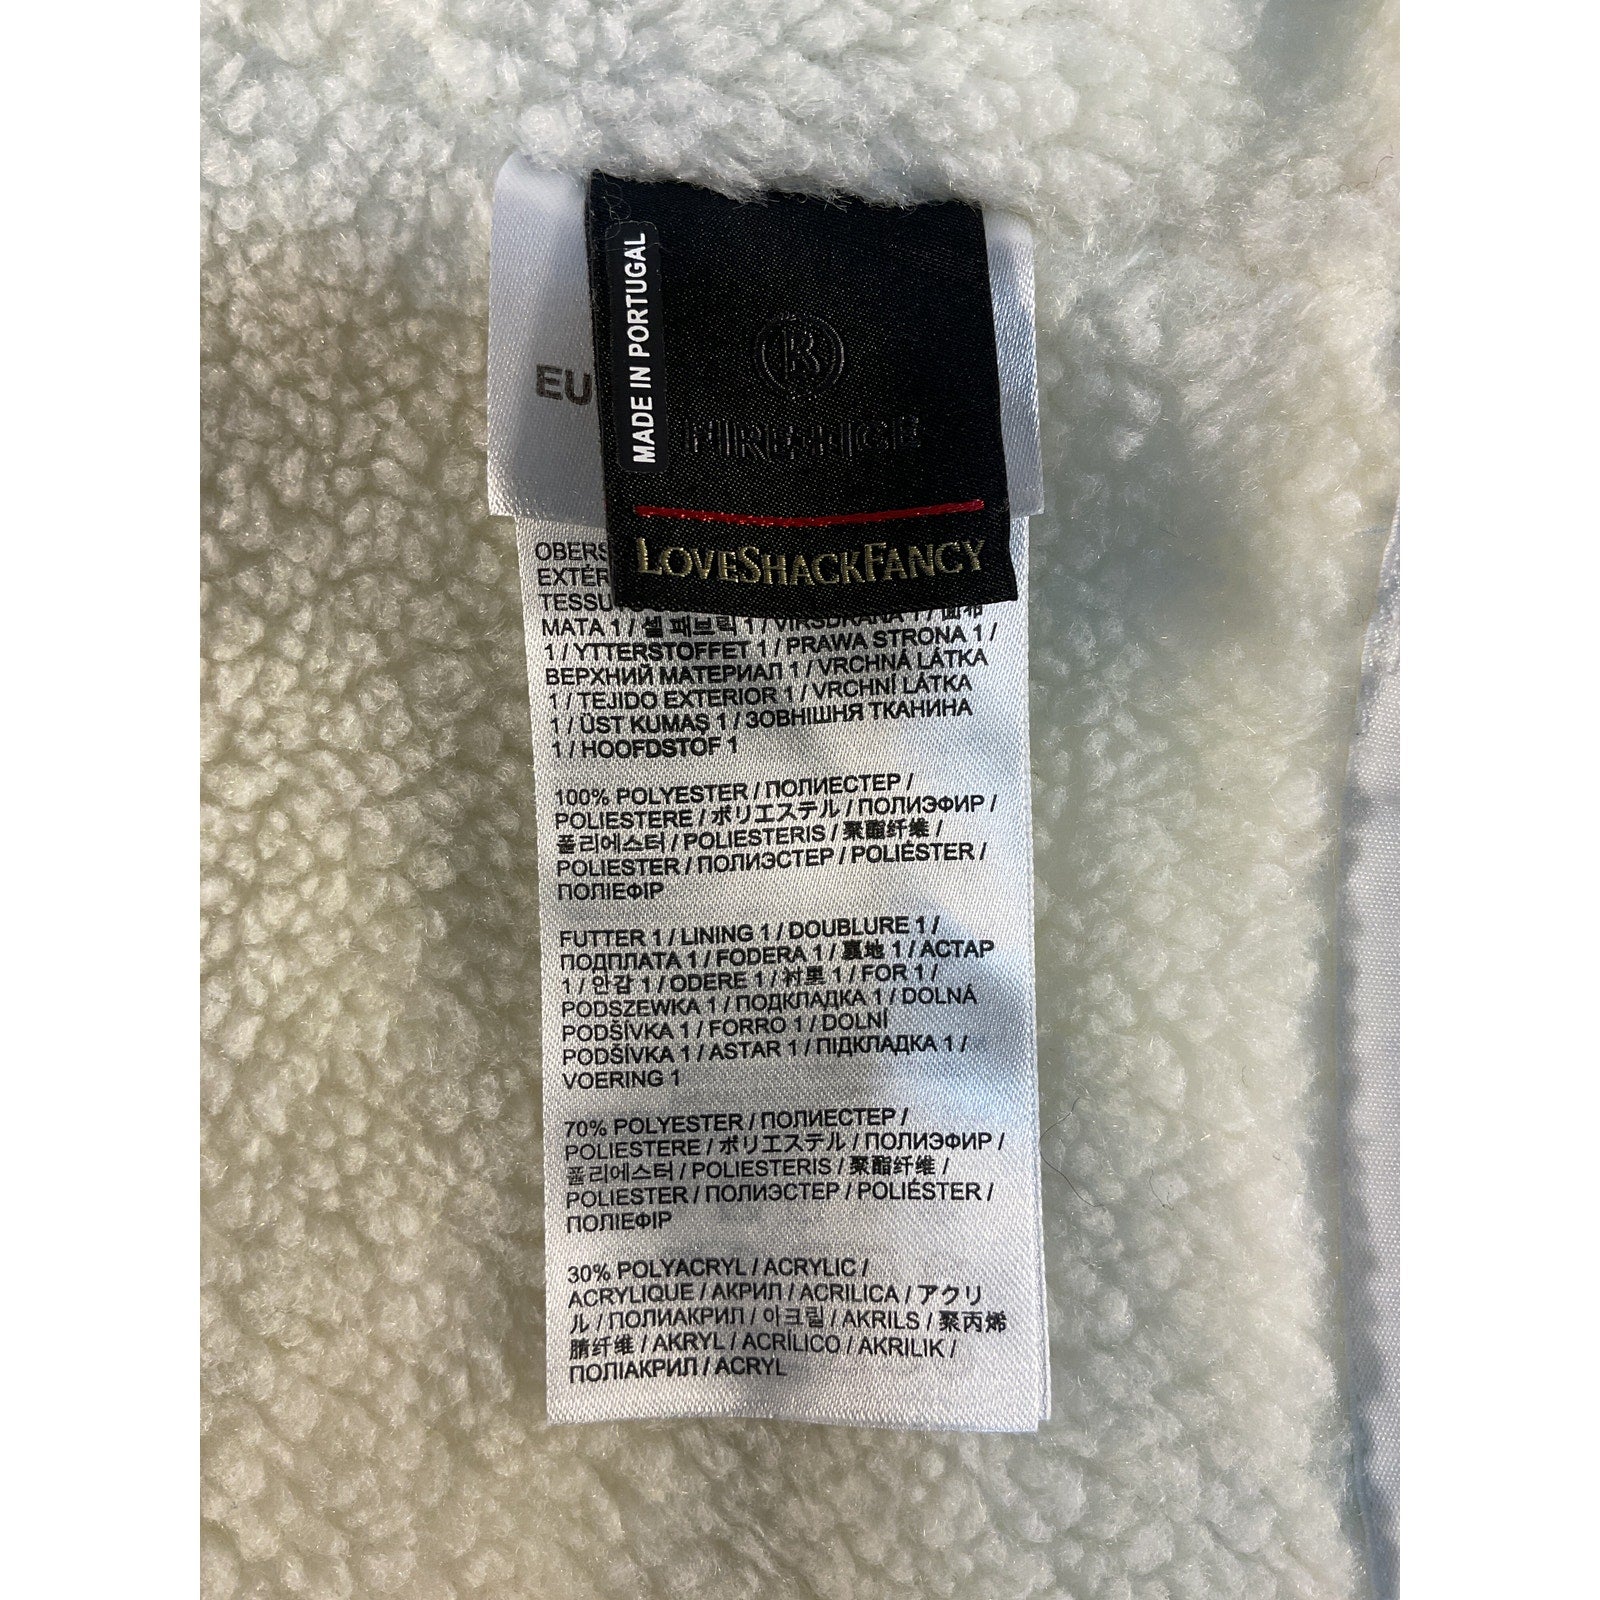 MADE IN PORTUGAL
EU
FIRE+ICE
LOVESHACKFANCY
MATA 1 / 셸 패브릭 1 / VIRSDRĀNA 1 / 面布
1 / YTTERSTOFFET 1 / PRAWA STRONA 1 /
ВЕРХНИЙ МАТЕРИАЛ 1 / VRCHNÁ LÁTKA
1 / TEJIDO EXTERIOR 1 / VRCHNÍ LÁTKA
1 / ÜST KUMAŞ 1 / ЗОВНІШНЯ ТКАНИНА
1 / HOOFDSTOF 1
100% POLYESTER / ПОЛИЕСТЕР /
POLIESTERE / ポリエステル / ПОЛИЭФИР /
폴리에스터 / POLIESTERIS / 聚酯纤维 /
POLIESTER / ПОЛИЭСТЕР / POLIÉSTER /
ПОЛІЕФІР
FUTTER 1 / LINING 1 / DOUBLURE 1 /
ПОДПЛАТА 1 / FODERA 1 / 裏地 1 / АСТАР
1 / 안감 1 / ODERE 1 / 衬里 1 / FOR 1 /
PODSZEWKA 1 / ПОДКЛАДКА 1 / DOLNÁ
PODŠÍVKA 1 / FORRO 1 / DOLNÍ
PODŠÍVKA 1 / ASTAR 1 / ПІДКЛАДКА 1 /
VOERING 1
70% POLYESTER / ПОЛИЕСТЕР /
POLIESTERE / ポリエステル / ПОЛИЭФИР /
폴리에스터 / POLIESTERIS / 聚酯纤维 /
POLIESTER / ПОЛИЭСТЕР / POLIÉSTER /
ПОЛІЕФІР
30% POLYACRYL / ACRYLIC /
ACRYLIQUE / АКРИЛ / ACRILICA / アクリ
ル / ПОЛИАКРИЛ / 아크릴 / AKRILS / 聚丙烯
腈纤维 / AKRYL / ACRÍLICO / AKRILIK /
ПОЛІАКРИЛ / ACRYL